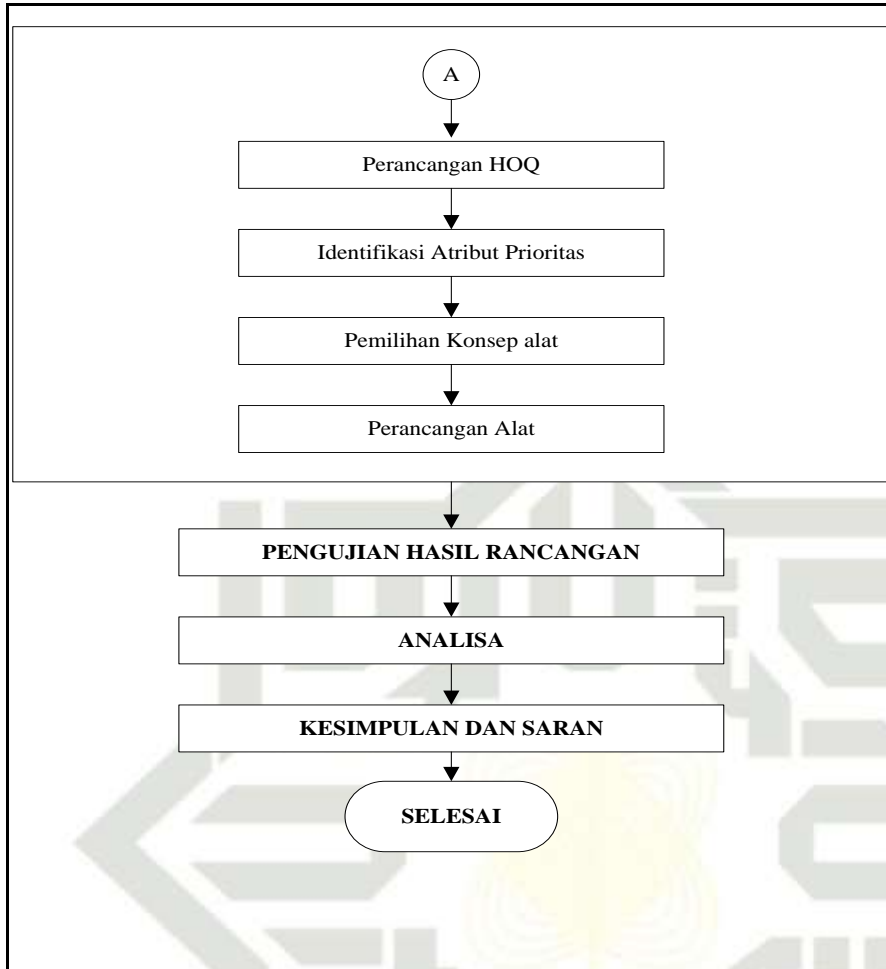 A
Perancangan HOQ
Identifikasi Atribut Prioritas
Pemilihan Konsep alat
Perancangan Alat
PENGUJIAN HASIL RANCANGAN
ANALISA
KESIMPULAN DAN SARAN
SELESAI